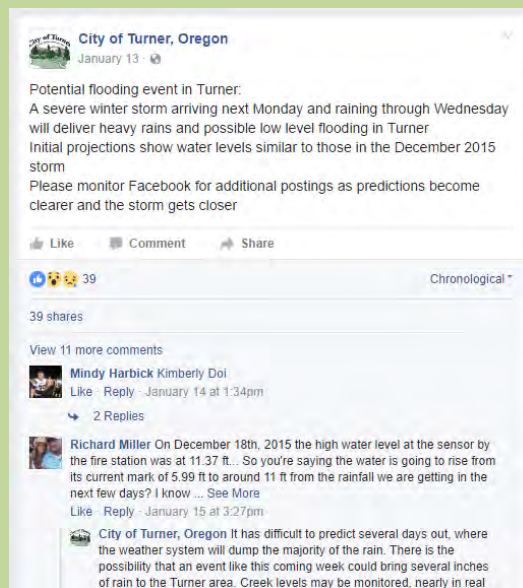 City of Turner, Oregon
January 13 ·
Potential flooding event in Turner:
A severe winter storm arriving next Monday and raining through Wednesday
will deliver heavy rains and possible low level flooding in Turner
Initial projections show water levels similar to those in the December 2015
storm
Please monitor Facebook for additional postings as predictions become
clearer and the storm gets closer
Like Comment Share
39 Chronological
39 shares
View 11 more comments
Mindy Harbick Kimberly Doi
Like · Reply · January 14 at 1:34pm
2 Replies
Richard Miller On December 18th, 2015 the high water level at the sensor by
the fire station was at 11.37 ft... So you're saying the water is going to rise from
its current mark of 5.99 ft to around 11 ft from the rainfall we are getting in the
next few days? I know ... See More
Like · Reply · January 15 at 3:27pm
City of Turner, Oregon It has difficult to predict several days out, where
the weather system will dump the majority of the rain. There is the
possibility that an event like this coming week could bring several inches
of rain to the Turner area. Creek levels may be monitored, nearly in real